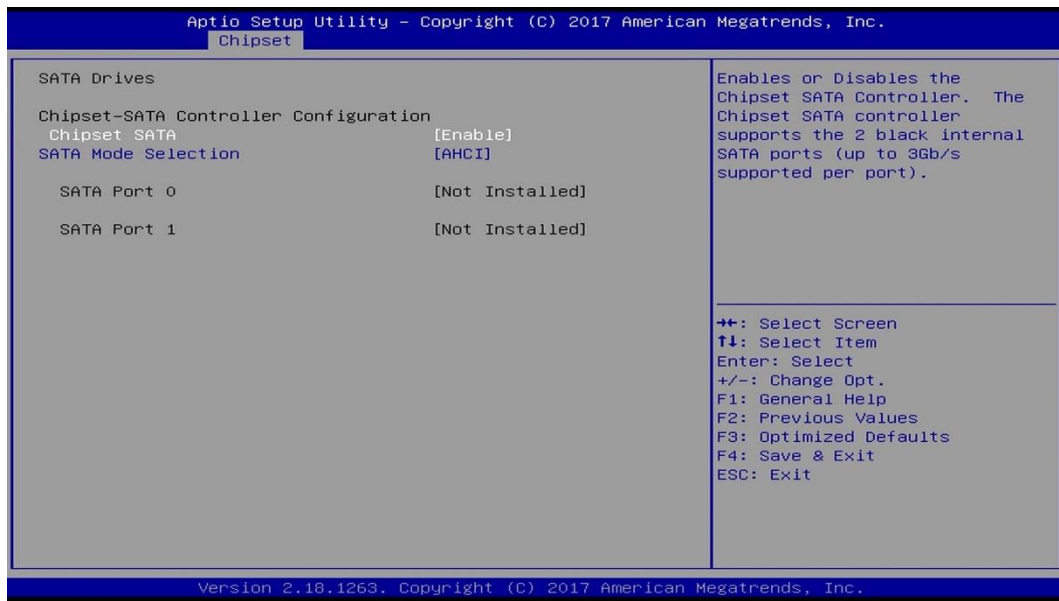 Aptio Setup Utility – Copyright (C) 2017 American Megatrends, Inc.
Chipset
SATA Drives
Chipset-SATA Controller Configuration
Chipset SATA [Enable]
SATA Mode Selection [AHCI]
SATA Port 0 [Not Installed]
SATA Port 1 [Not Installed]
Enables or Disables the
Chipset SATA Controller. The
Chipset SATA controller
supports the 2 black internal
SATA ports (up to 3Gb/s
supported per port).
→←: Select Screen
↑↓: Select Item
Enter: Select
+/-: Change Opt.
F1: General Help
F2: Previous Values
F3: Optimized Defaults
F4: Save & Exit
ESC: Exit
Version 2.18.1263. Copyright (C) 2017 American Megatrends, Inc.